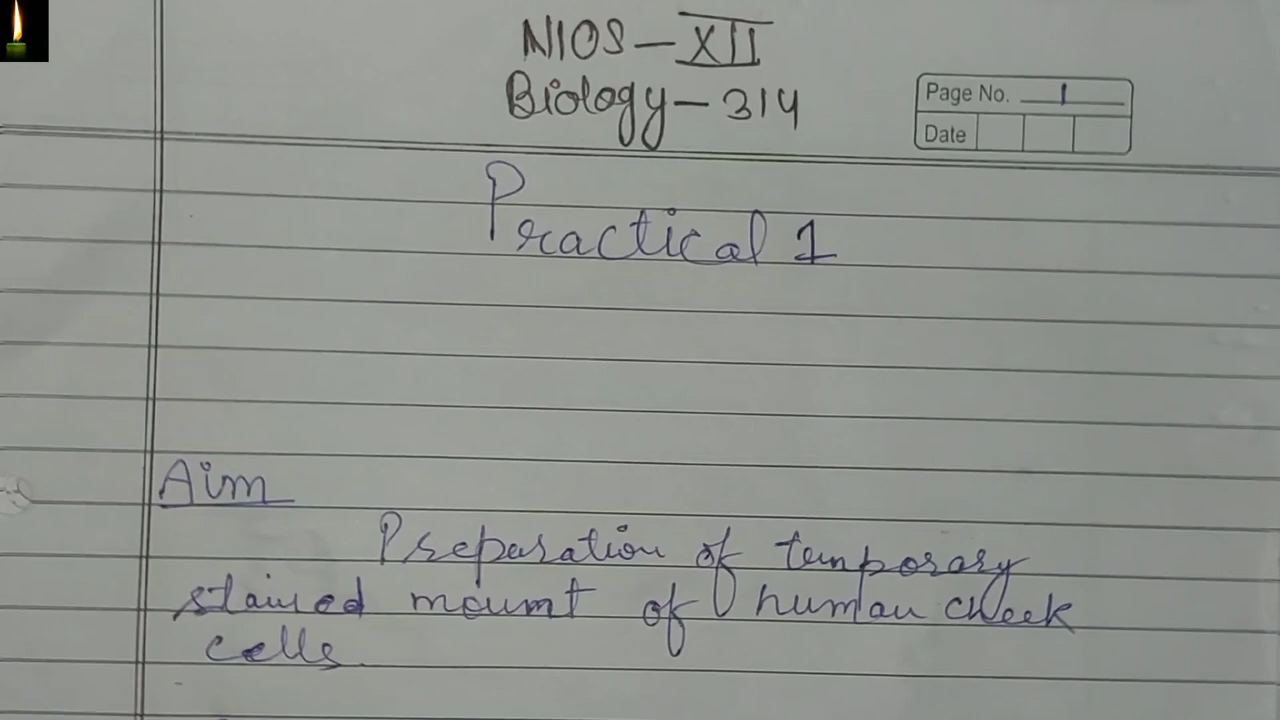 NIOS-XII
Biology-314
Page No. 1
Date
Practical 1
Aim
Preparation of temporary
stained mount of human cheek
cells.